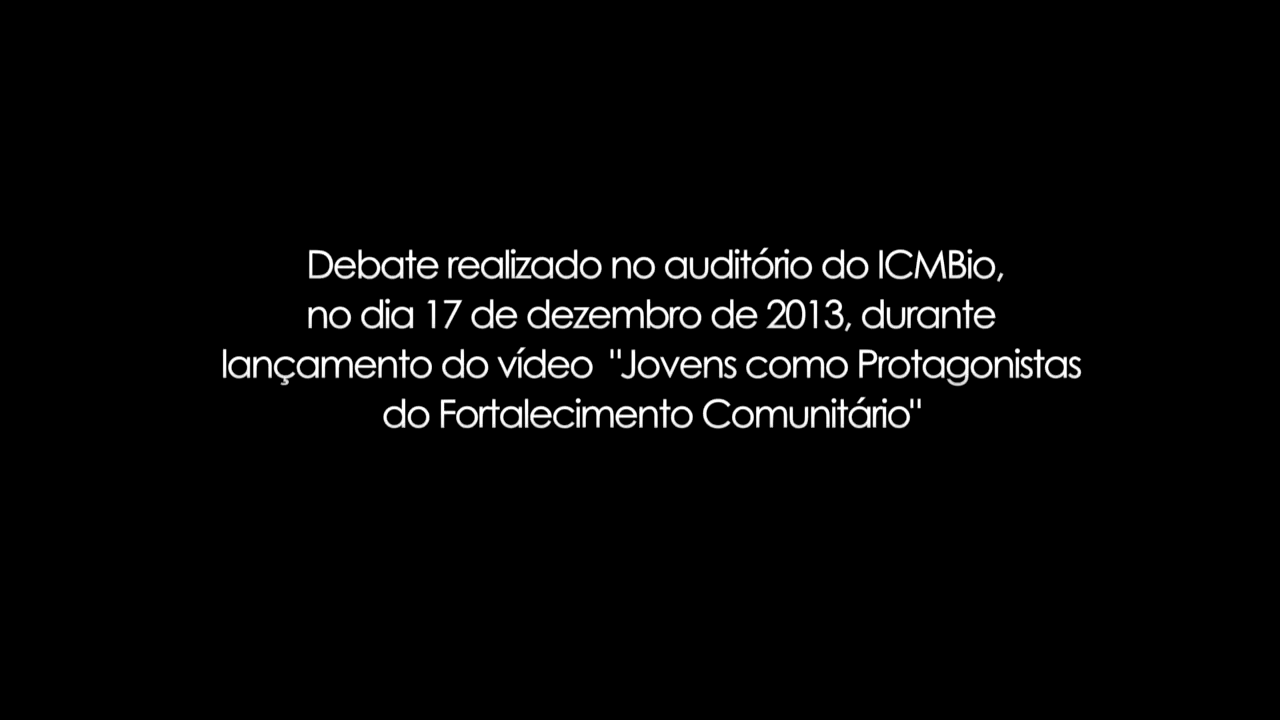 Debate realizado no auditório do ICMBio,
no dia 17 de dezembro de 2013, durante
lançamento do vídeo "Jovens como Protagonistas
do Fortalecimento Comunitário"